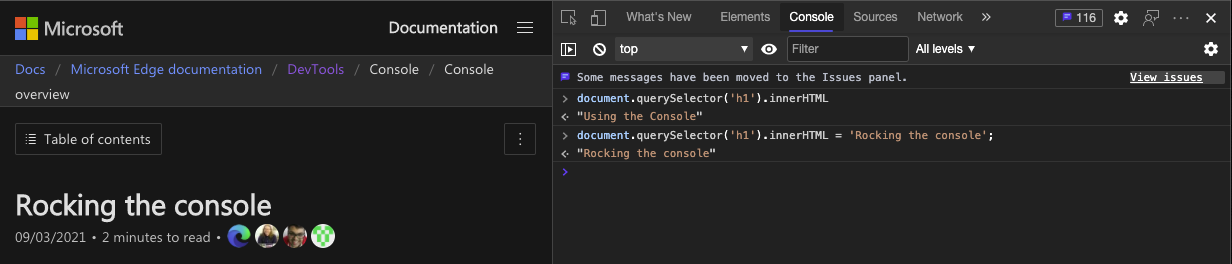 Microsoft
Documentation
Docs / Microsoft Edge documentation / DevTools / Console / Console
overview
Table of contents
Rocking the console
09/03/2021 • 2 minutes to read •
What's New Elements Console Sources Network » 116
top Filter All levels
Some messages have been moved to the Issues panel. View issues
> document.querySelector('h1').innerHTML
"Using the Console"
> document.querySelector('h1').innerHTML = 'Rocking the console';
"Rocking the console"
>